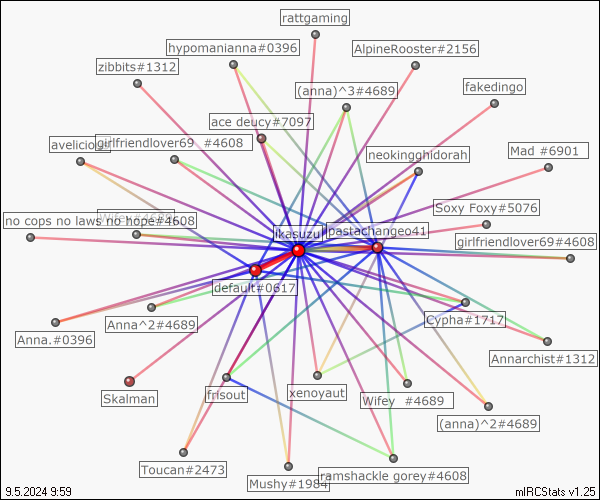 rattgaming
hypomanianna#0396
AlpineRooster#2156
zibbits#1312
fakedingo
(anna)^3#4689
ace deucy#7097
avelicio
girlfriendlover69 #4608
neokingghidorah
Mad #6901
Soxy Foxy#5076
no cops no laws no hope#4608
ikasuzu
pastachangeo41
girlfriendlover69#4608
default#0617
Anna^2#4689
Cypha#1717
Anna.#0396
Annarchist#1312
Skalman
frisout
xenoyaut
Wifey #4689
(anna)^2#4689
Toucan#2473
Mushy#1984
ramshackle gorey#4608
9.5.2024 9:59
mIRCStats v1.25